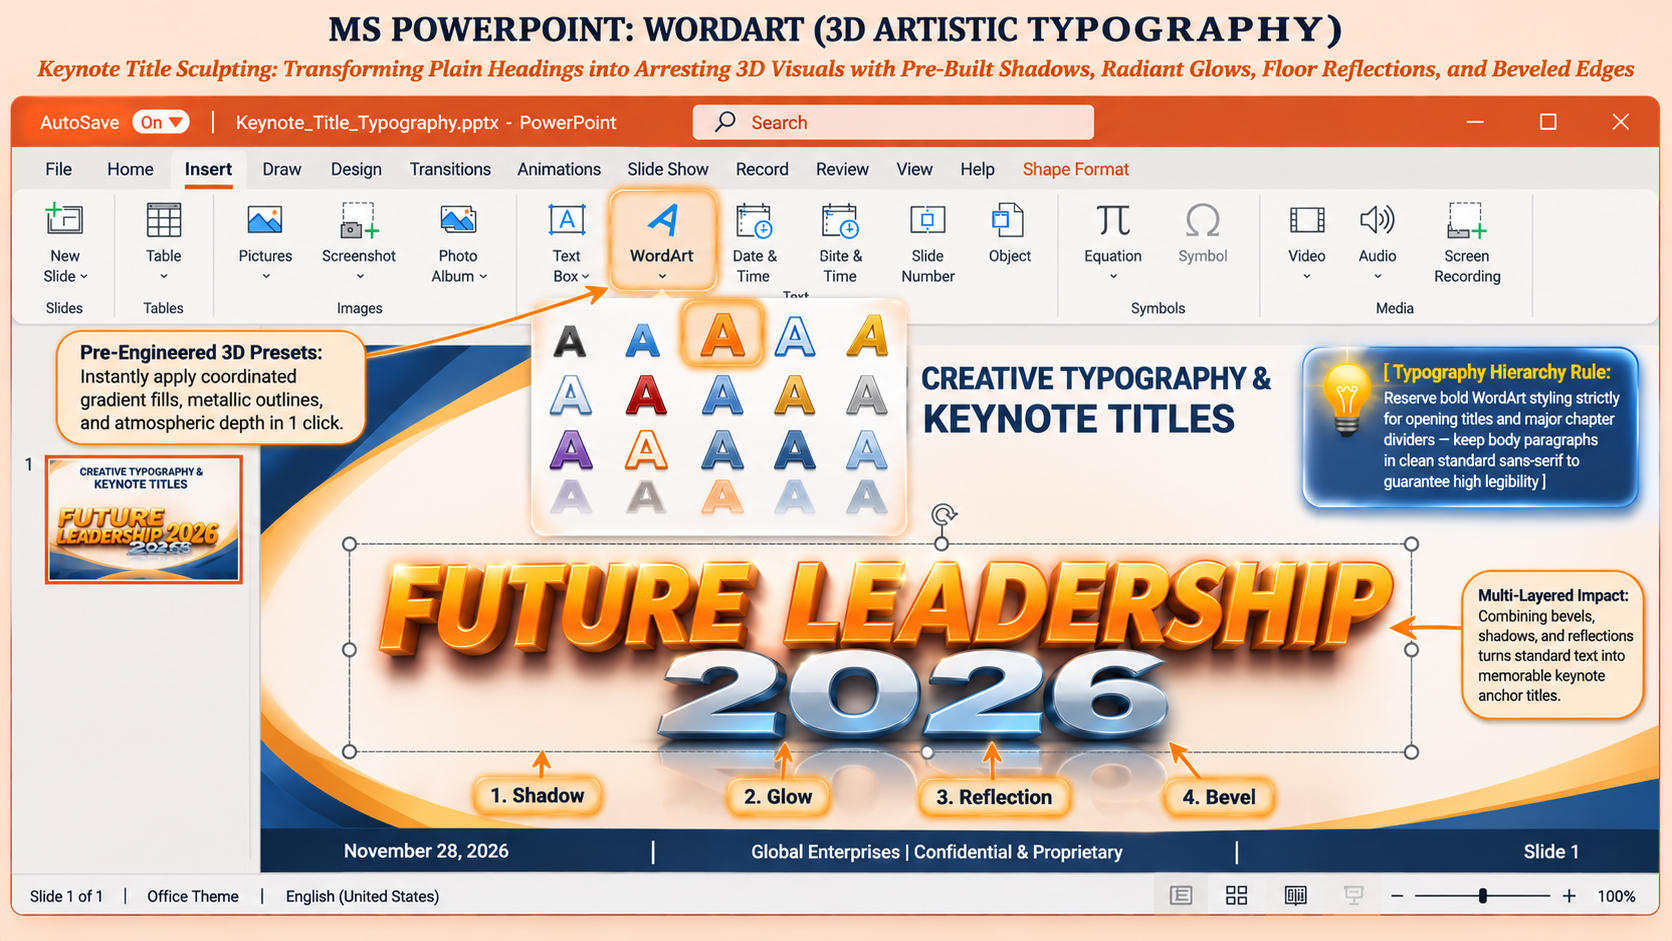 MS POWERPOINT: WORDART (3D ARTISTIC TYPOGRAPHY)
Keynote Title Sculpting: Transforming Plain Headings into Arresting 3D Visuals with Pre-Built Shadows, Radiant Glows, Floor Reflections, and Beveled Edges
AutoSave On | Keynote_Title_Typography.pptx - PowerPoint Search
File Home Insert Draw Design Transitions Animations Slide Show Record Review View Help Shape Format
New Slide
Table
Pictures
Screenshot
Photo Album
Text Box
WordArt
Date & Time
Bite & Time
Slide Number
Object
Equation
Symbol
Video
Audio
Screen Recording
Slides Tables Images Text Symbols Media
Pre-Engineered 3D Presets:
Instantly apply coordinated
gradient fills, metallic outlines,
and atmospheric depth in 1 click.
A A A A A
A A A A A
A A A A A
A A A A A
CREATIVE TYPOGRAPHY &
KEYNOTE TITLES
[ Typography Hierarchy Rule:
Reserve bold WordArt styling strictly
for opening titles and major chapter
dividers — keep body paragraphs
in clean standard sans-serif to
guarantee high legibility ]
1
CREATIVE TYPOGRAPHY &
KEYNOTE TITLES
FUTURE
LEADERSHIP 2026
FUTURE LEADERSHIP
2026
Multi-Layered Impact:
Combining bevels,
shadows, and reflections
turns standard text into
memorable keynote
anchor titles.
1. Shadow
2. Glow
3. Reflection
4. Bevel
November 28, 2026 | Global Enterprises | Confidential & Proprietary | Slide 1
Slide 1 of 1 | Office Theme | English (United States) 100%